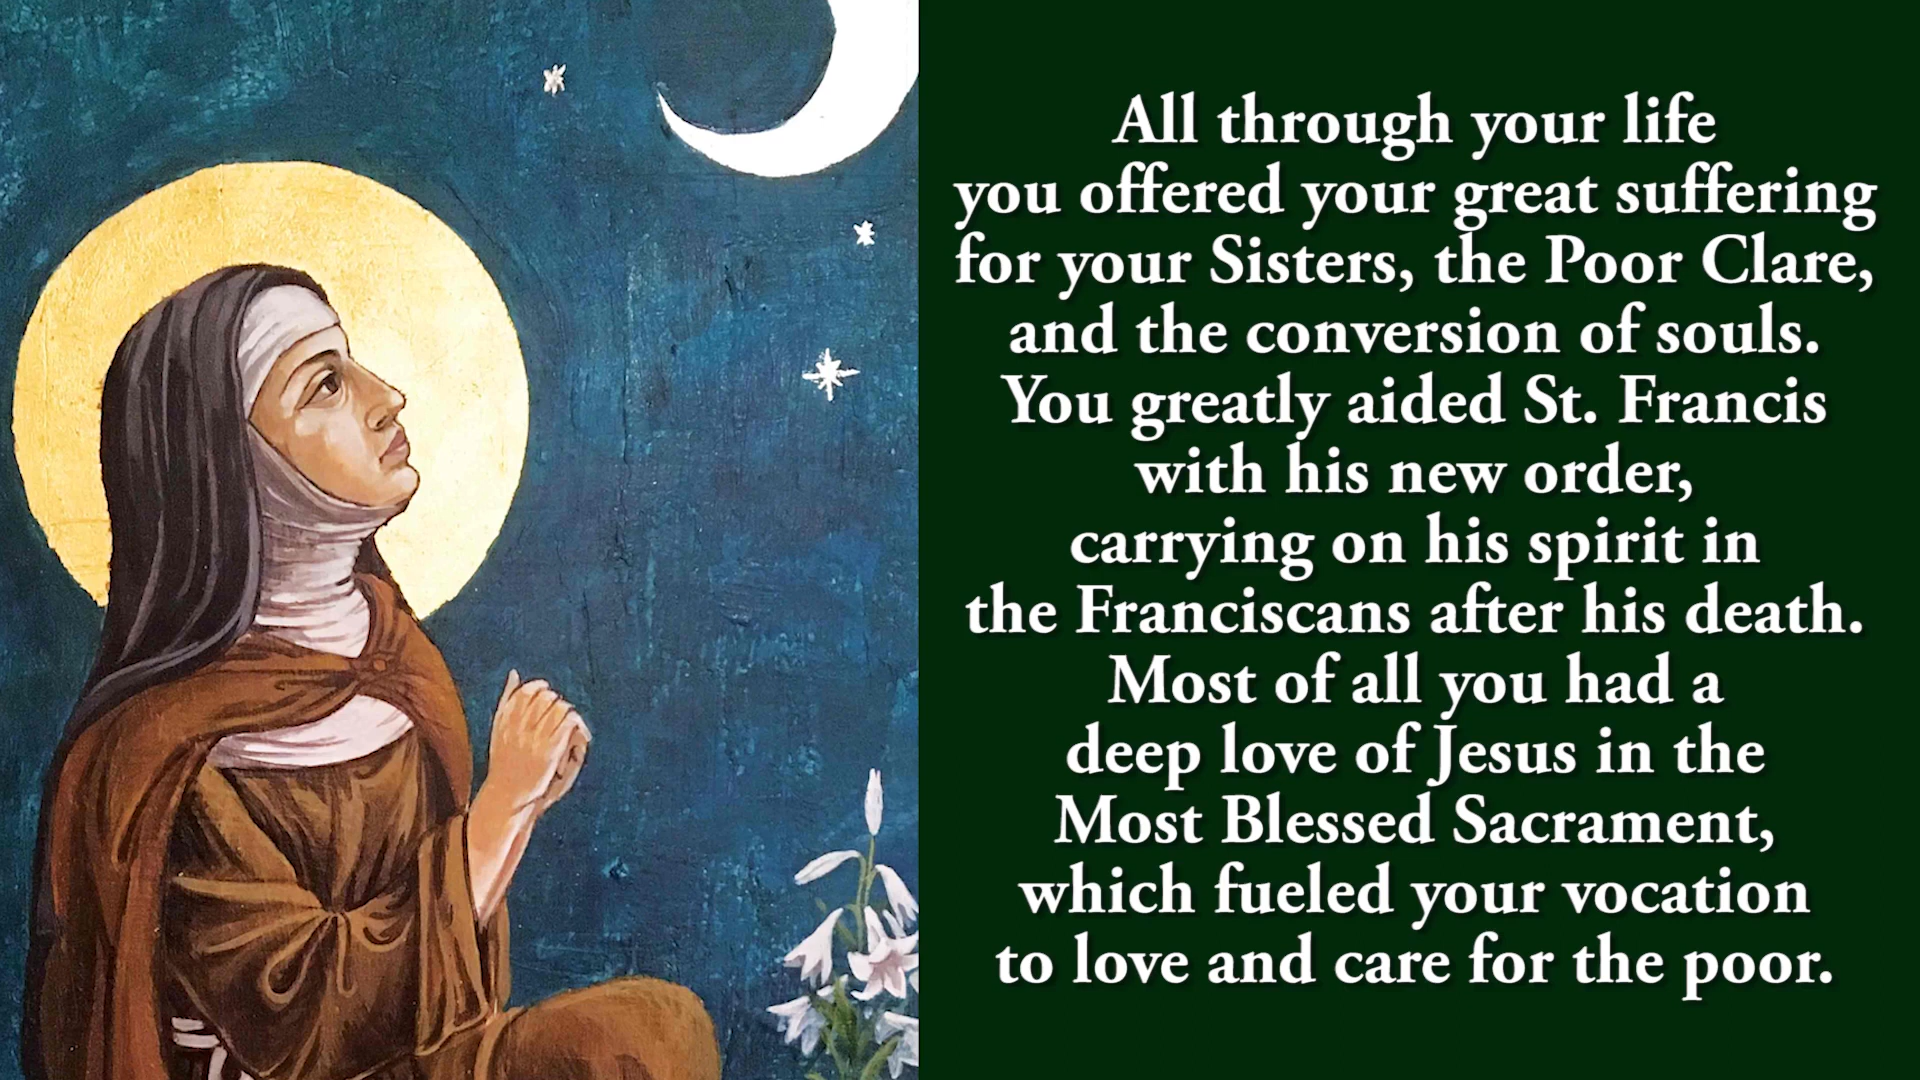 All through your life
you offered your great suffering
for your Sisters, the Poor Clare,
and the conversion of souls.
You greatly aided St. Francis
with his new order,
carrying on his spirit in
the Franciscans after his death.
Most of all you had a
deep love of Jesus in the
Most Blessed Sacrament,
which fueled your vocation
to love and care for the poor.